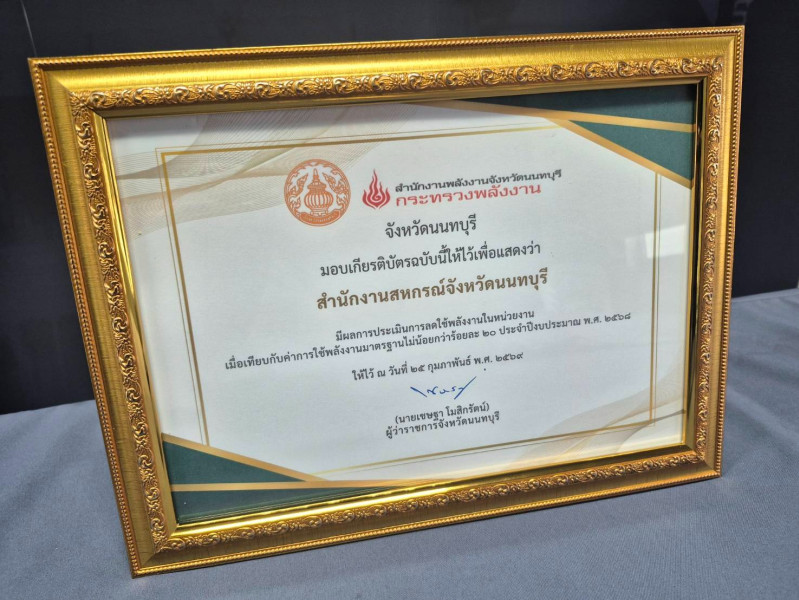 สำนักงานพลังงานจังหวัดนนทบุรี
กระทรวงพลังงาน
จังหวัดนนทบุรี
มอบเกียรติบัตรฉบับนี้ให้ไว้เพื่อแสดงว่า
สำนักงานสหกรณ์จังหวัดนนทบุรี
มีผลการประเมินการลดใช้พลังงานในหน่วยงาน
เมื่อเทียบกับค่าการใช้พลังงานมาตรฐานไม่น้อยกว่าร้อยละ ๒๐ ประจำปีงบประมาณ พ.ศ. ๒๕๖๘
ให้ไว้ ณ วันที่ ๒๕ กุมภาพันธ์ พ.ศ. ๒๕๖๙
(นายเชษฐา โมสิกรัตน์)
ผู้ว่าราชการจังหวัดนนทบุรี